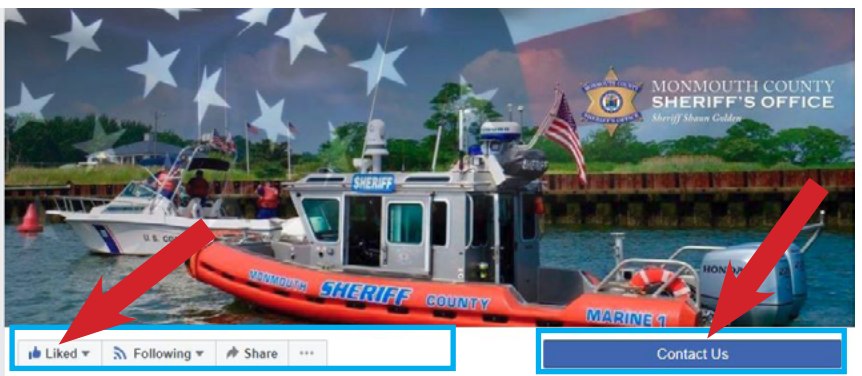 MONMOUTH COUNTY
SHERIFF'S OFFICE
Sheriff Shaun Golden
SHERIFF
U.S. CO
MONMOUTH SHERIFF COUNTY
MARINE 1
HONDA
Liked
Following
Share
...
Contact Us